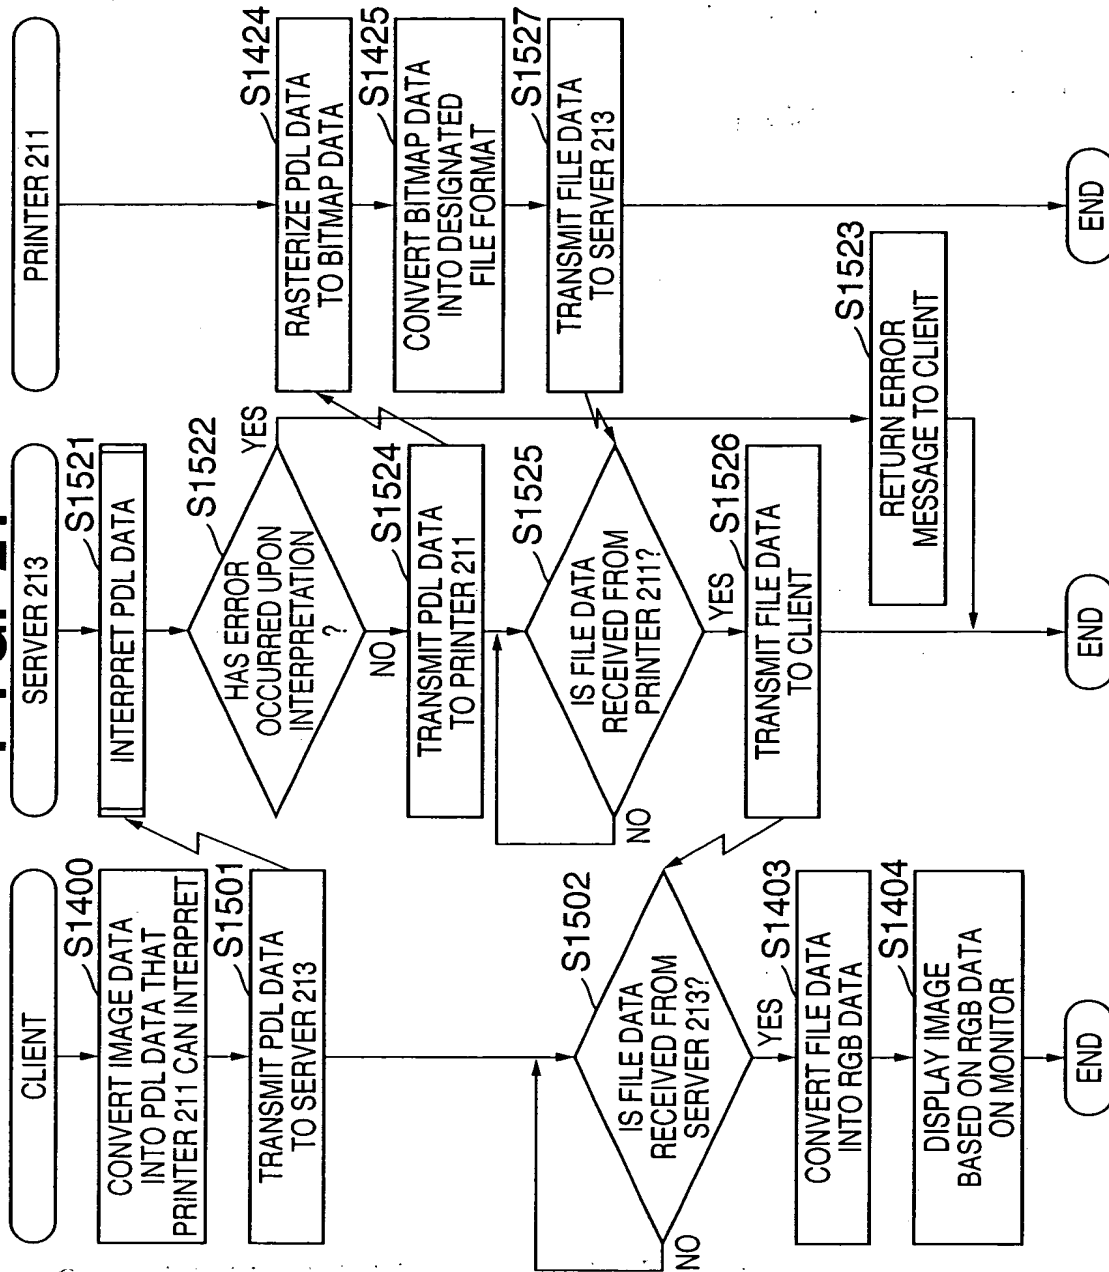 CLIENT
S1400
CONVERT IMAGE DATA
INTO PDL DATA THAT
PRINTER 211 CAN INTERPRET
S1501
TRANSMIT PDL DATA
TO SERVER 213
S1502
IS FILE DATA
RECEIVED FROM
SERVER 213?
NO
YES
S1403
CONVERT FILE DATA
INTO RGB DATA
S1404
DISPLAY IMAGE
BASED ON RGB DATA
ON MONITOR
END
SERVER 213
S1521
INTERPRET PDL DATA
S1522
HAS ERROR
OCCURRED UPON
INTERPRETATION
?
YES
NO
S1524
TRANSMIT PDL DATA
TO PRINTER 211
S1525
IS FILE DATA
RECEIVED FROM
PRINTER 211?
NO
YES
S1526
TRANSMIT FILE DATA
TO CLIENT
S1523
RETURN ERROR
MESSAGE TO CLIENT
END
PRINTER 211
S1424
RASTERIZE PDL DATA
TO BITMAP DATA
S1425
CONVERT BITMAP DATA
INTO DESIGNATED
FILE FORMAT
S1527
TRANSMIT FILE DATA
TO SERVER 213
END